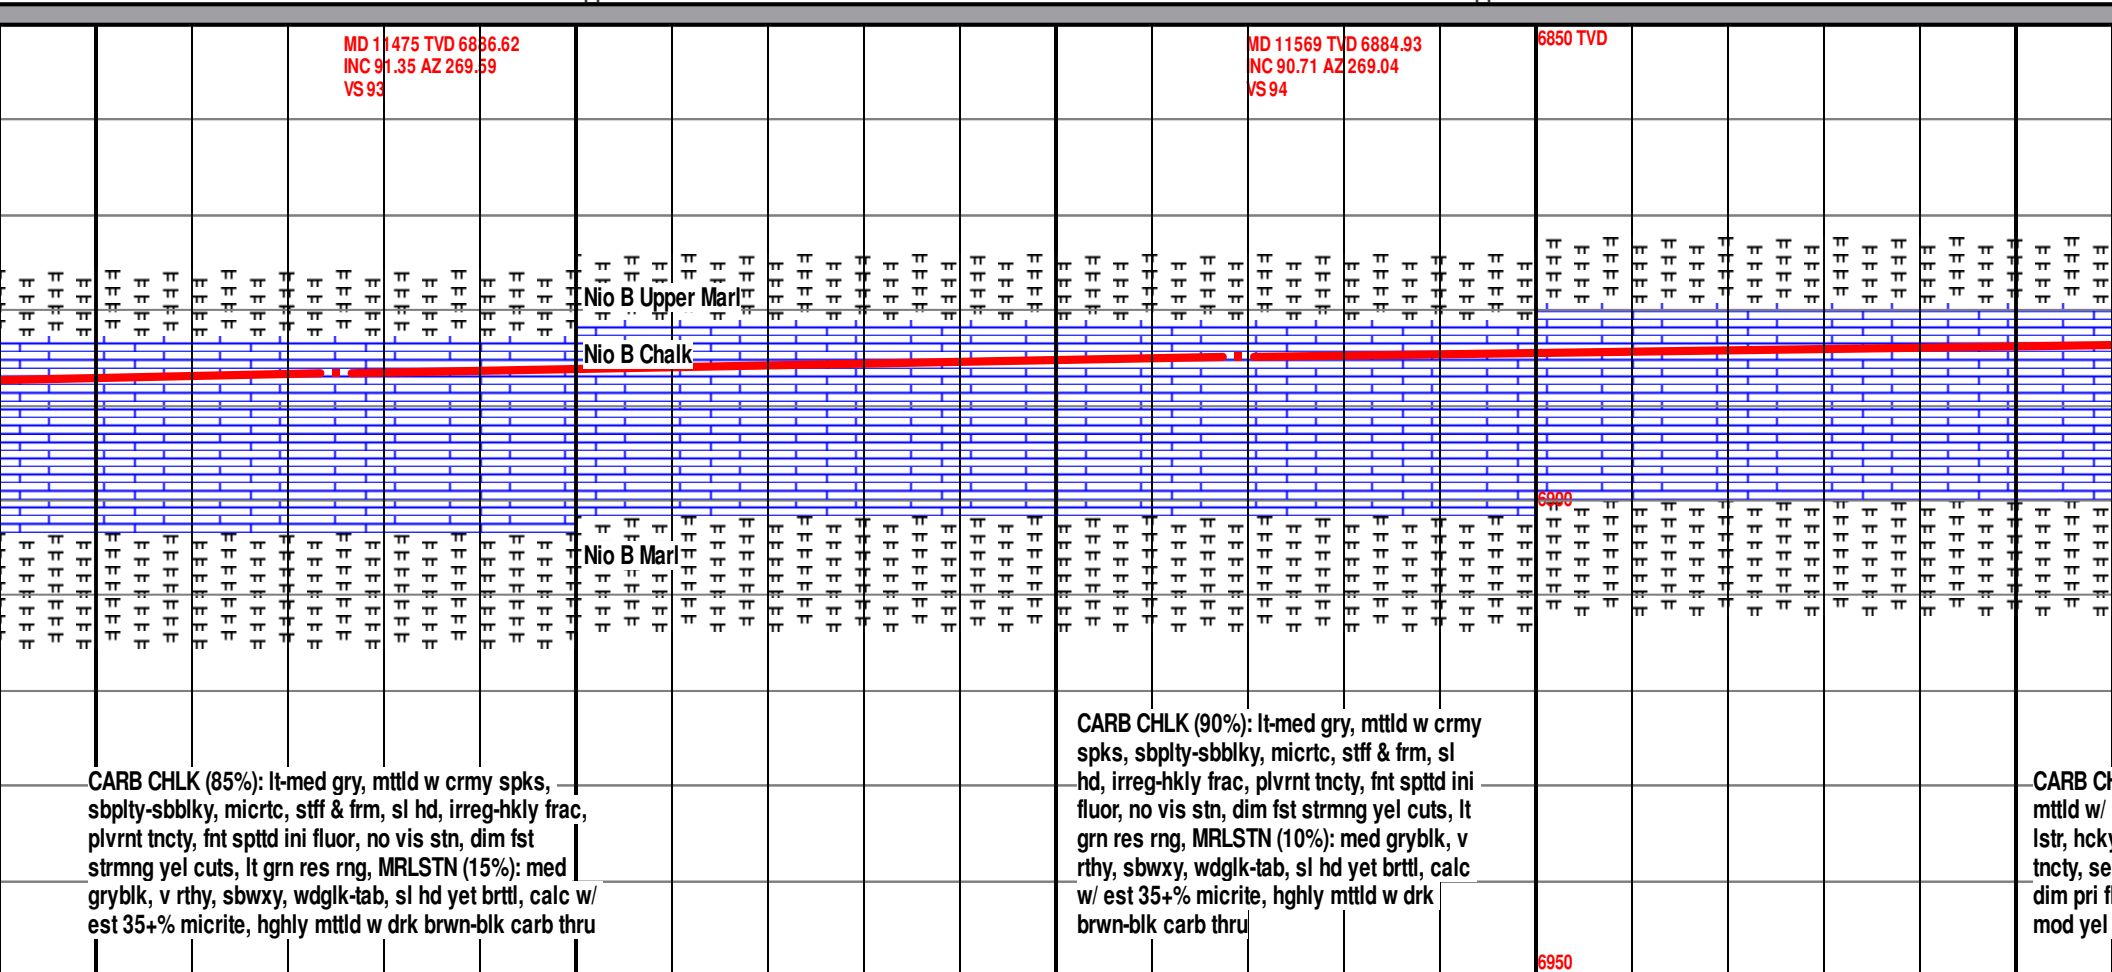 MD 11475 TVD 6886.62
INC 91.35 AZ 269.59
VS 93
MD 11569 TVD 6884.93
INC 90.71 AZ 269.04
VS 94
6850 TVD
Nio B Upper Marl
Nio B Chalk
6900
Nio B Marl
CARB CHLK (85%): lt-med gry, mttld w crmy spks,
sbplty-sbblky, micrtc, stff & frm, sl hd, irreg-hkly frac,
plvrnt tncty, fnt spttd ini fluor, no vis stn, dim fst
strmng yel cuts, lt grn res rng, MRLSTN (15%): med
gryblk, v rthy, sbwxy, wdglk-tab, sl hd yet brttl, calc w/
est 35+% micrite, hghly mttld w drk brwn-blk carb thru
CARB CHLK (90%): lt-med gry, mttld w crmy
spks, sbplty-sbblky, micrtc, stff & frm, sl
hd, irreg-hkly frac, plvrnt tncty, fnt spttd ini
fluor, no vis stn, dim fst strmng yel cuts, lt
grn res rng, MRLSTN (10%): med gryblk, v
rthy, sbwxy, wdglk-tab, sl hd yet brttl, calc
w/ est 35+% micrite, hghly mttld w drk
brwn-blk carb thru
CARB
mttld w/
lstr,
tncty,
dim pri
mod yel
6950